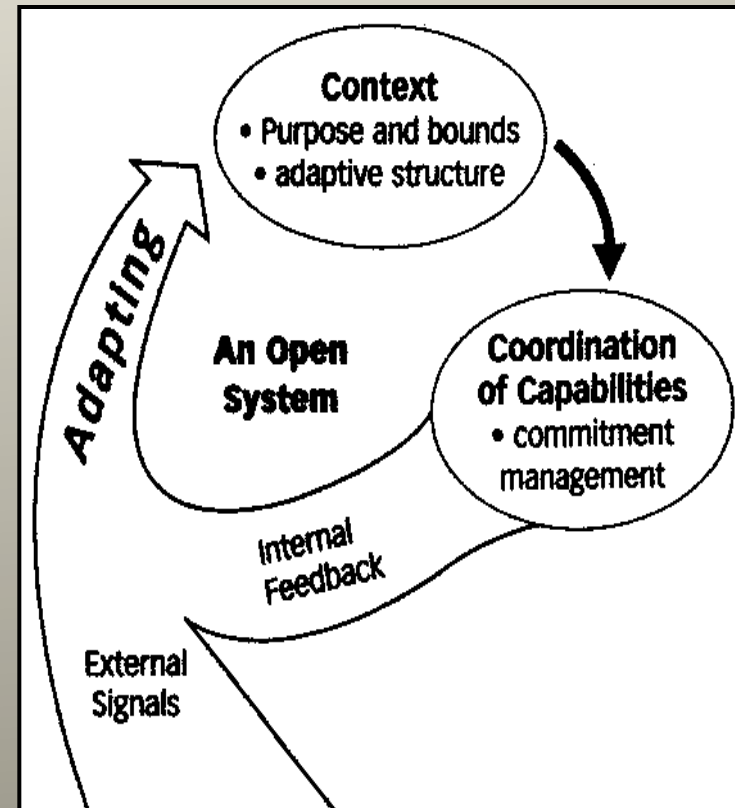 Context
• Purpose and bounds
• adaptive structure
Adapting
An Open
System
Coordination
of Capabilities
• commitment
management
Internal
Feedback
External
Signals